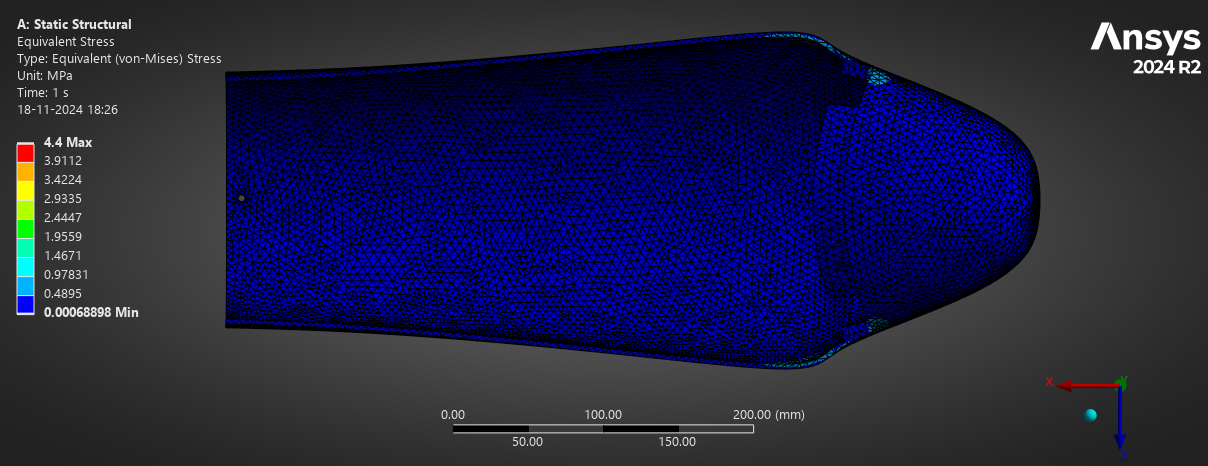 A: Static Structural
Equivalent Stress
Type: Equivalent (von-Mises) Stress
Unit: MPa
Time: 1 s
18-11-2024 18:26
4.4 Max
3.9112
3.4224
2.9335
2.4447
1.9559
1.4671
0.97831
0.4895
0.00068898 Min
Ansys
2024 R2
0.00 100.00 200.00 (mm)
50.00 150.00
X Y
Z